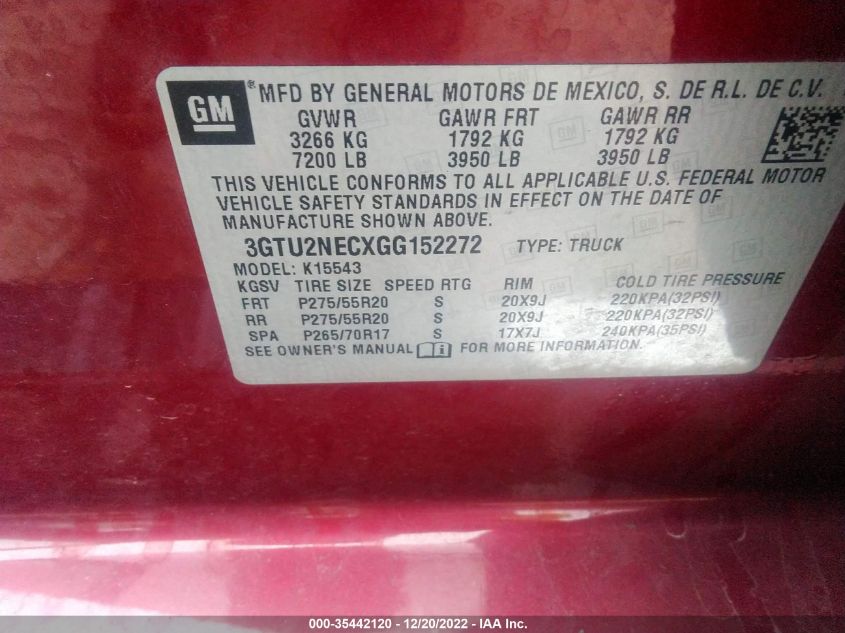 GM ® MFD BY GENERAL MOTORS DE MEXICO, S. DE R.L. DE C.V.
GVWR GAWR FRT GAWR RR
3266 KG 1792 KG 1792 KG
7200 LB 3950 LB 3950 LB
THIS VEHICLE CONFORMS TO ALL APPLICABLE U.S. FEDERAL MOTOR
VEHICLE SAFETY STANDARDS IN EFFECT ON THE DATE OF
MANUFACTURE SHOWN ABOVE.
3GTU2NECXGG152272 TYPE: TRUCK
MODEL: K15543
KGSV TIRE SIZE SPEED RTG RIM COLD TIRE PRESSURE
FRT P275/55R20 S 20X9J 220KPA(32PSI)
RR P275/55R20 S 20X9J 220KPA(32PSI)
SPA P265/70R17 S 17X7J 240KPA(35PSI)
SEE OWNER'S MANUAL FOR MORE INFORMATION.
000-35442120 - 12/20/2022 - IAA Inc.